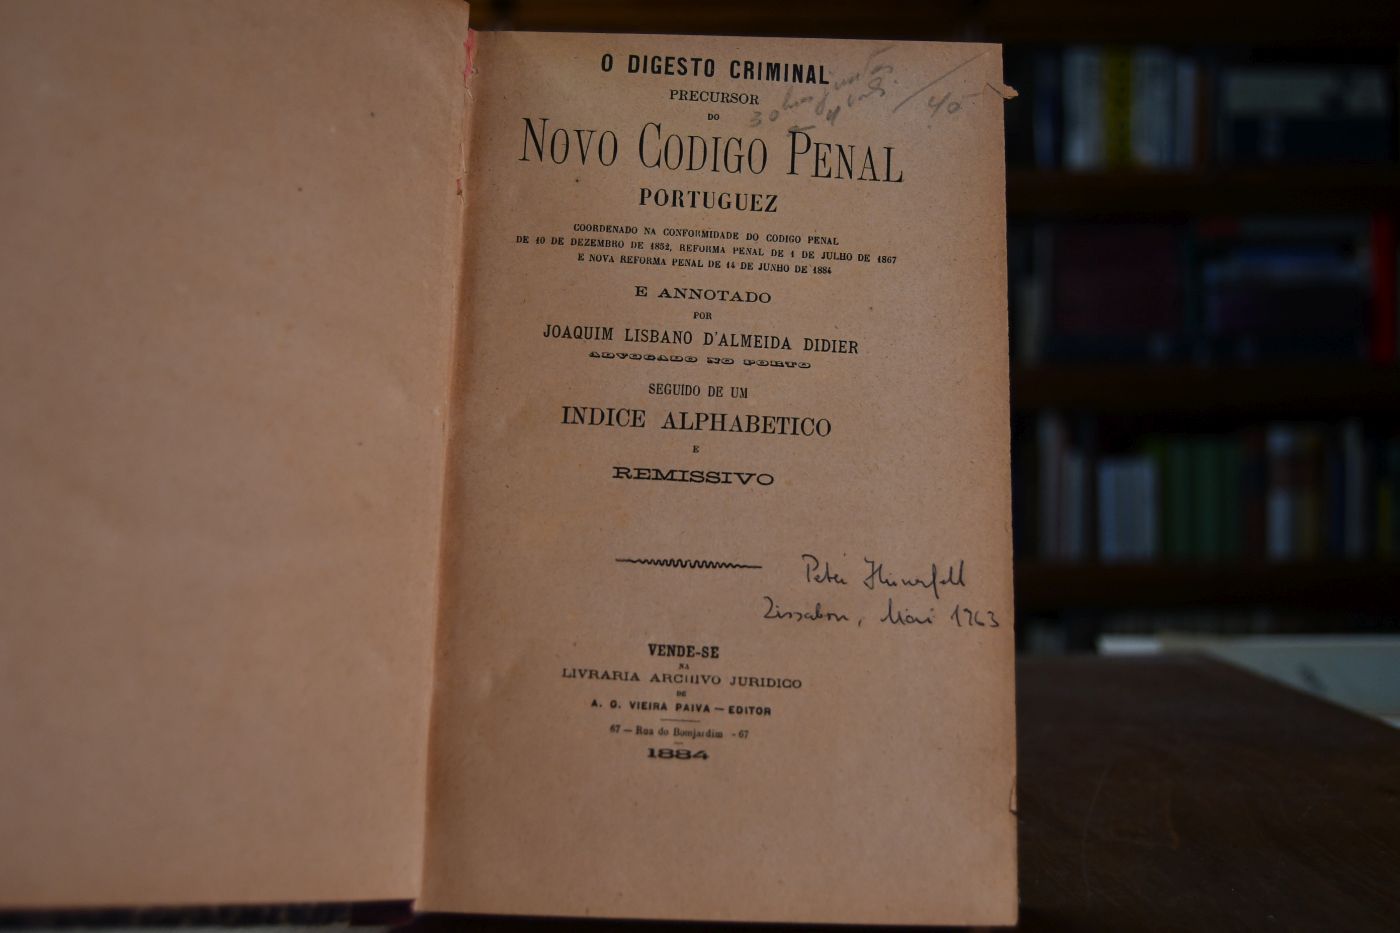 O DIGESTO CRIMINAL
PRECURSOR
DO
NOVO CODIGO PENAL
PORTUGUEZ
COORDENADO NA CONFORMIDADE DO CODIGO PENAL
DE 10 DE DEZEMBRO DE 1852, REFORMA PENAL DE 1 DE JULHO DE 1867
E NOVA REFORMA PENAL DE 14 DE JUNHO DE 1884
E ANNOTADO
POR
JOAQUIM LISBANO D'ALMEIDA DIDIER
ADVOGADO NO PORTO
SEGUIDO DE UM
INDICE ALPHABETICO
E
REMISSIVO
Peter
Lissabon, Mai 1963
VENDE-SE
NA
LIVRARIA ARCHIVO JURIDICO
DE
A. G. VIEIRA PAIVA — EDITOR
67 — Rua do Bomjardim - 67
1884